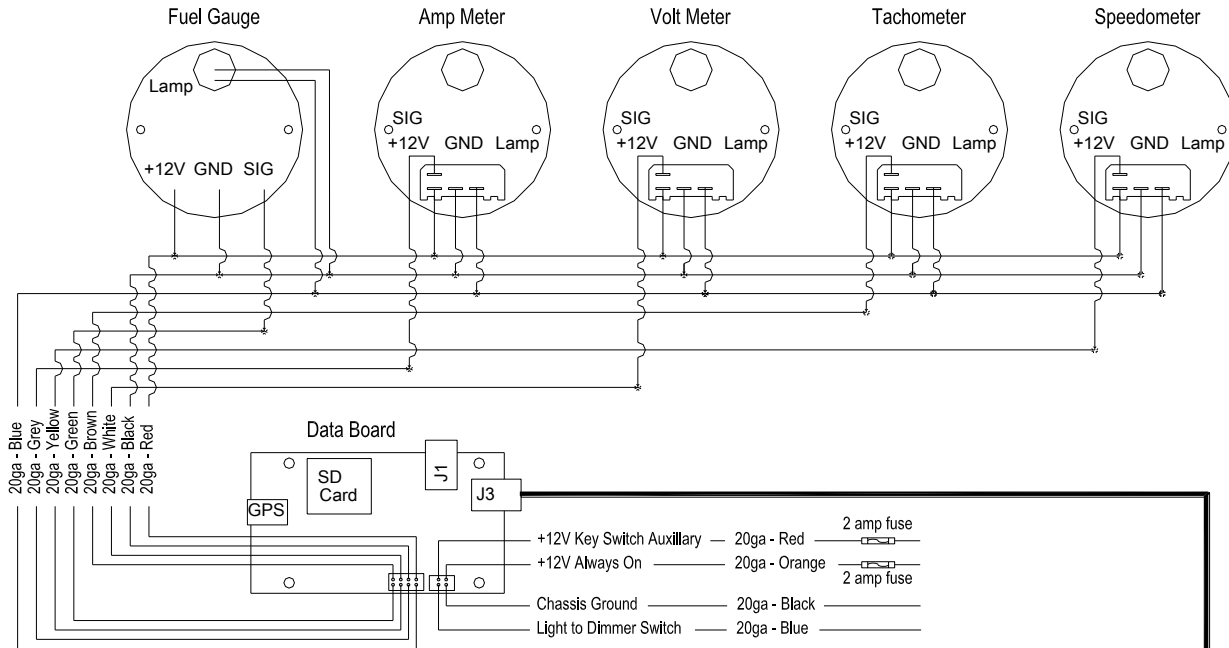 Fuel Gauge
Amp Meter
Volt Meter
Tachometer
Speedometer
Lamp
+12V GND SIG
SIG
+12V GND Lamp
SIG
+12V GND Lamp
SIG
+12V GND Lamp
SIG
+12V GND Lamp
20ga - Blue
20ga - Grey
20ga - Yellow
20ga - Green
20ga - Brown
20ga - White
20ga - Black
20ga - Red
Data Board
SD
Card
J1
J3
GPS
2 amp fuse
+12V Key Switch Auxillary 20ga - Red
+12V Always On 20ga - Orange
2 amp fuse
Chassis Ground 20ga - Black
Light to Dimmer Switch 20ga - Blue